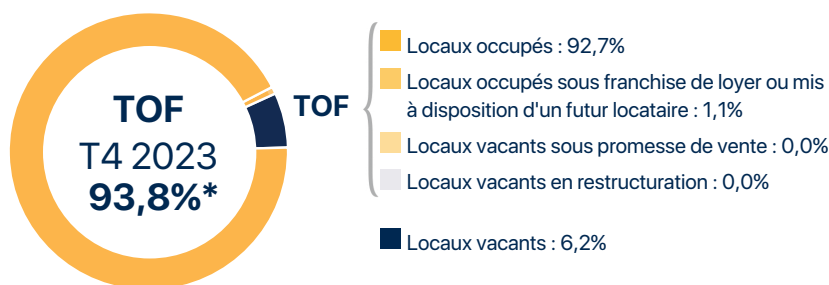 TOF
T4 2023
93,8%*
TOF
Locaux occupés : 92,7%
Locaux occupés sous franchise de loyer ou mis
à disposition d'un futur locataire : 1,1%
Locaux vacants sous promesse de vente : 0,0%
Locaux vacants en restructuration : 0,0%
Locaux vacants : 6,2%